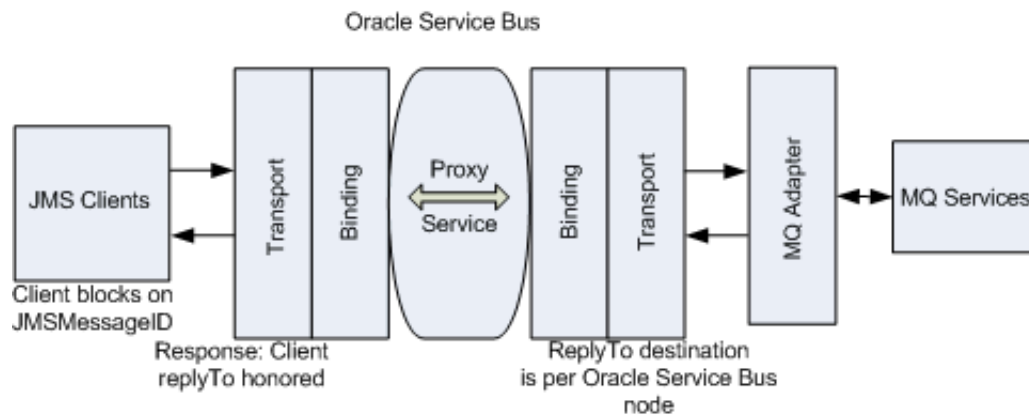 Oracle Service Bus
JMS Clients
Transport
Binding
Proxy
Service
Binding
Transport
MQ Adapter
MQ Services
Client blocks on
JMSMessageID
Response: Client
replyTo honored
ReplyTo destination
is per Oracle Service Bus
node